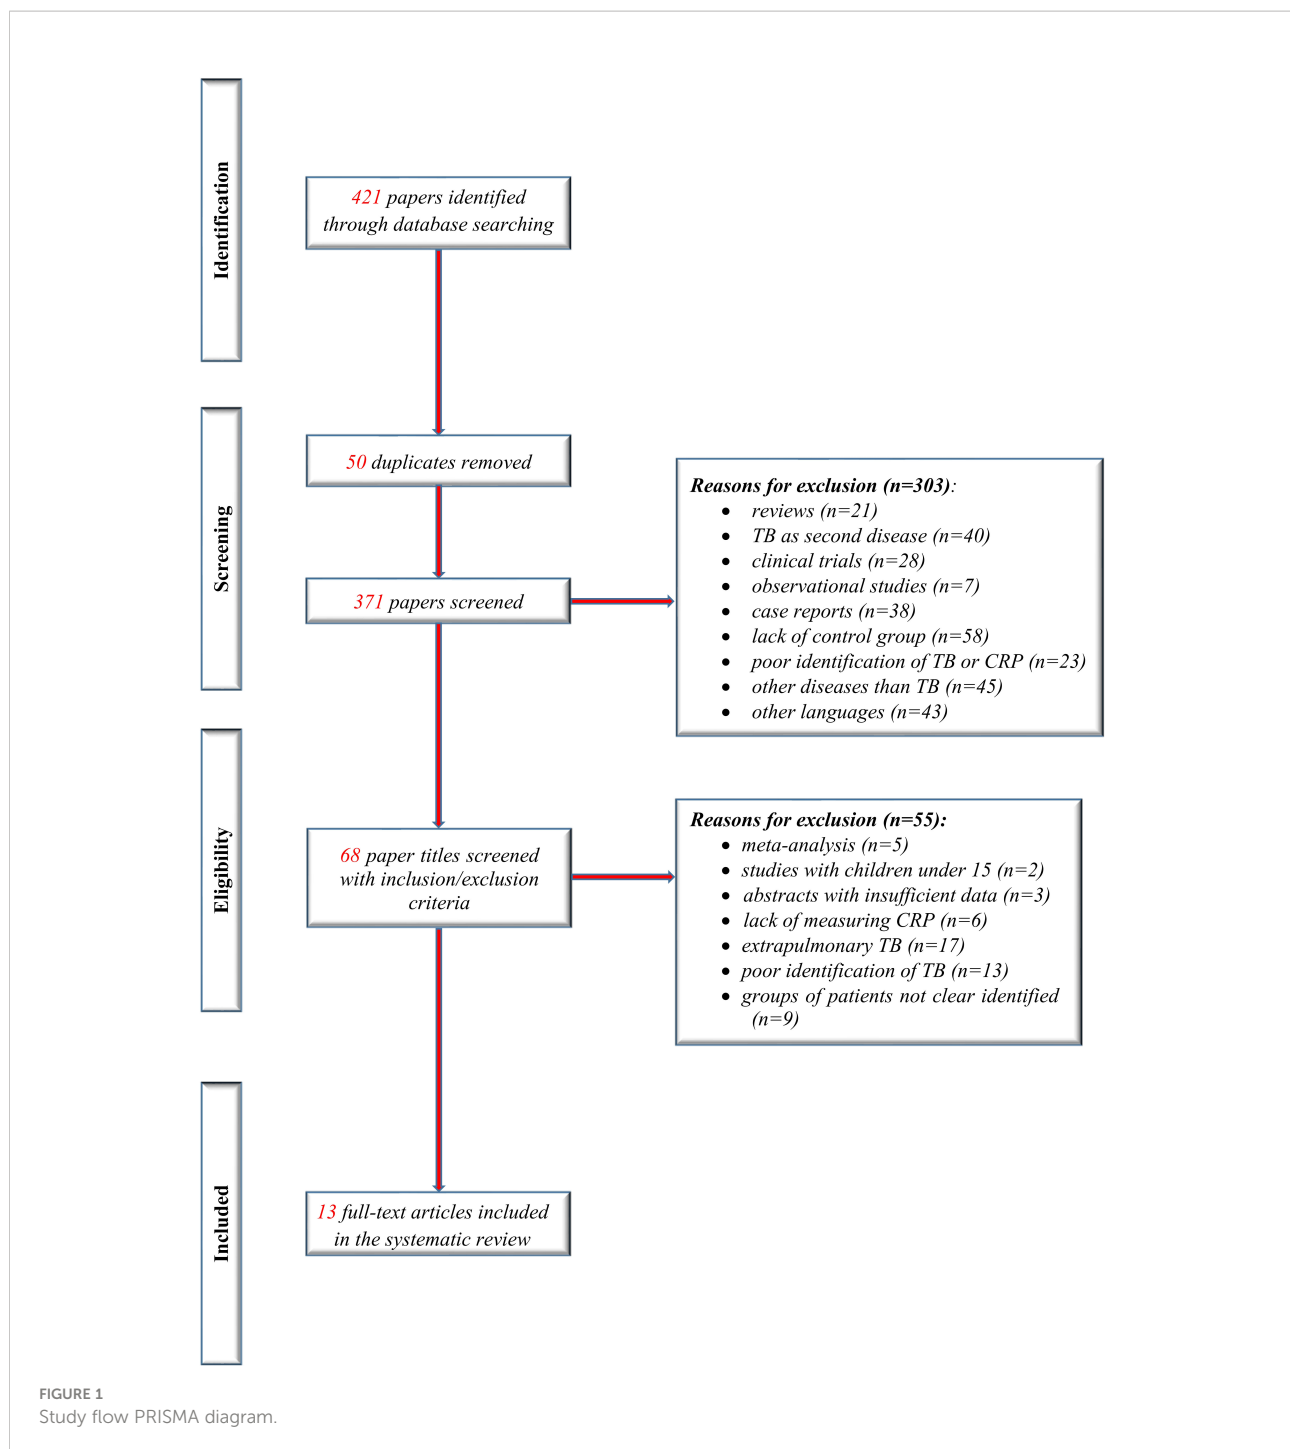 Identification
421 papers identified
through database searching
Screening
50 duplicates removed
371 papers screened
Reasons for exclusion (n=303):
• reviews (n=21)
• TB as second disease (n=40)
• clinical trials (n=28)
• observational studies (n=7)
• case reports (n=38)
• lack of control group (n=58)
• poor identification of TB or CRP (n=23)
• other diseases than TB (n=45)
• other languages (n=43)
Eligibility
68 paper titles screened
with inclusion/exclusion
criteria
Reasons for exclusion (n=55):
• meta-analysis (n=5)
• studies with children under 15 (n=2)
• abstracts with insufficient data (n=3)
• lack of measuring CRP (n=6)
• extrapulmonary TB (n=17)
• poor identification of TB (n=13)
• groups of patients not clear identified
(n=9)
Included
13 full-text articles included
in the systematic review
FIGURE 1
Study flow PRISMA diagram.